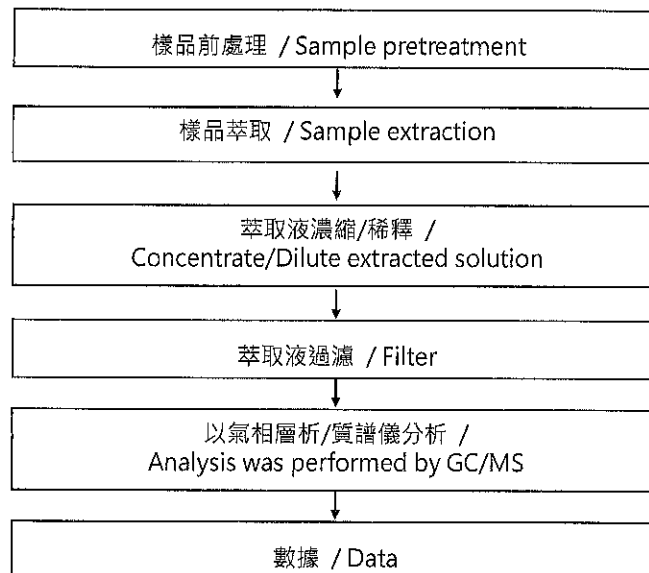 樣品前處理 / Sample pretreatment
樣品萃取 / Sample extraction
萃取液濃縮/稀釋 /
Concentrate/Dilute extracted solution
萃取液過濾 / Filter
以氣相層析/質譜儀分析 /
Analysis was performed by GC/MS
數據 / Data